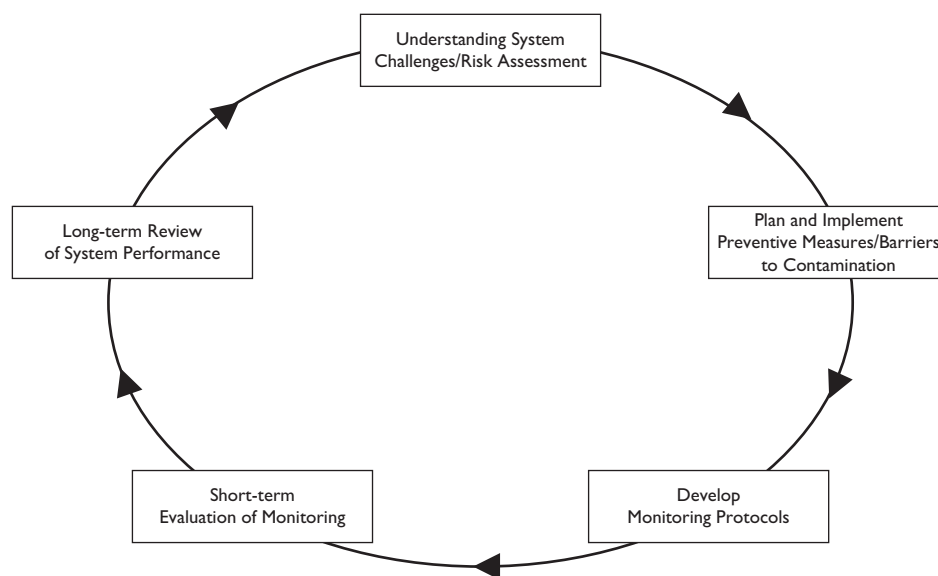 Understanding System
Challenges/Risk Assessment
Plan and Implement
Preventive Measures/Barriers
to Contamination
Develop
Monitoring Protocols
Short-term
Evaluation of Monitoring
Long-term Review
of System Performance